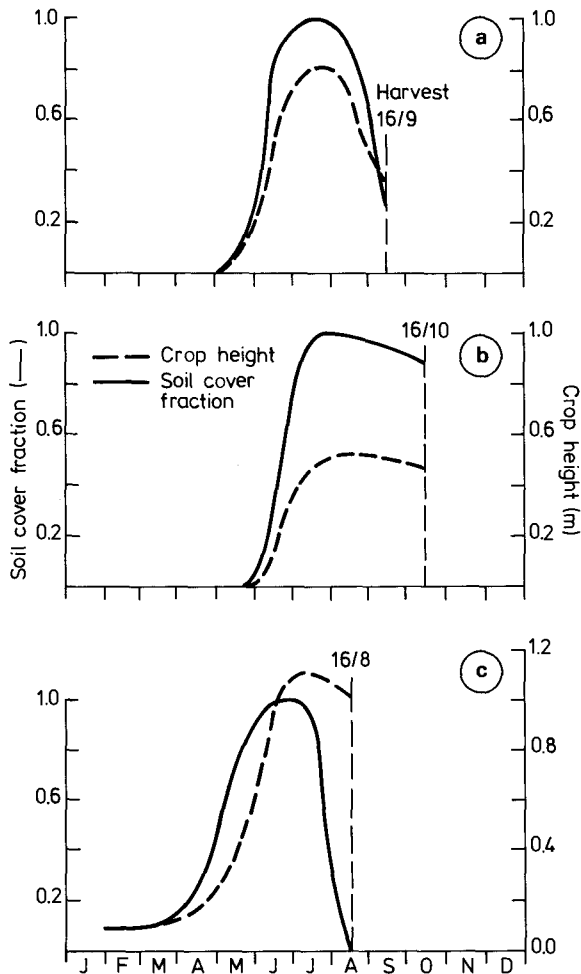 1.0
0.6
0.2
1.0
0.6
0.2
a
Harvest
16/9
1.0
0.6
0.2
1.0
0.6
0.2
b
16/10
Crop height
Soil cover
fraction
Soil cover fraction (—)
Crop height (m)
1.0
0.6
0.2
1.2
0.8
0.4
0.0
c
16/8
J F M A M J J A S O N D